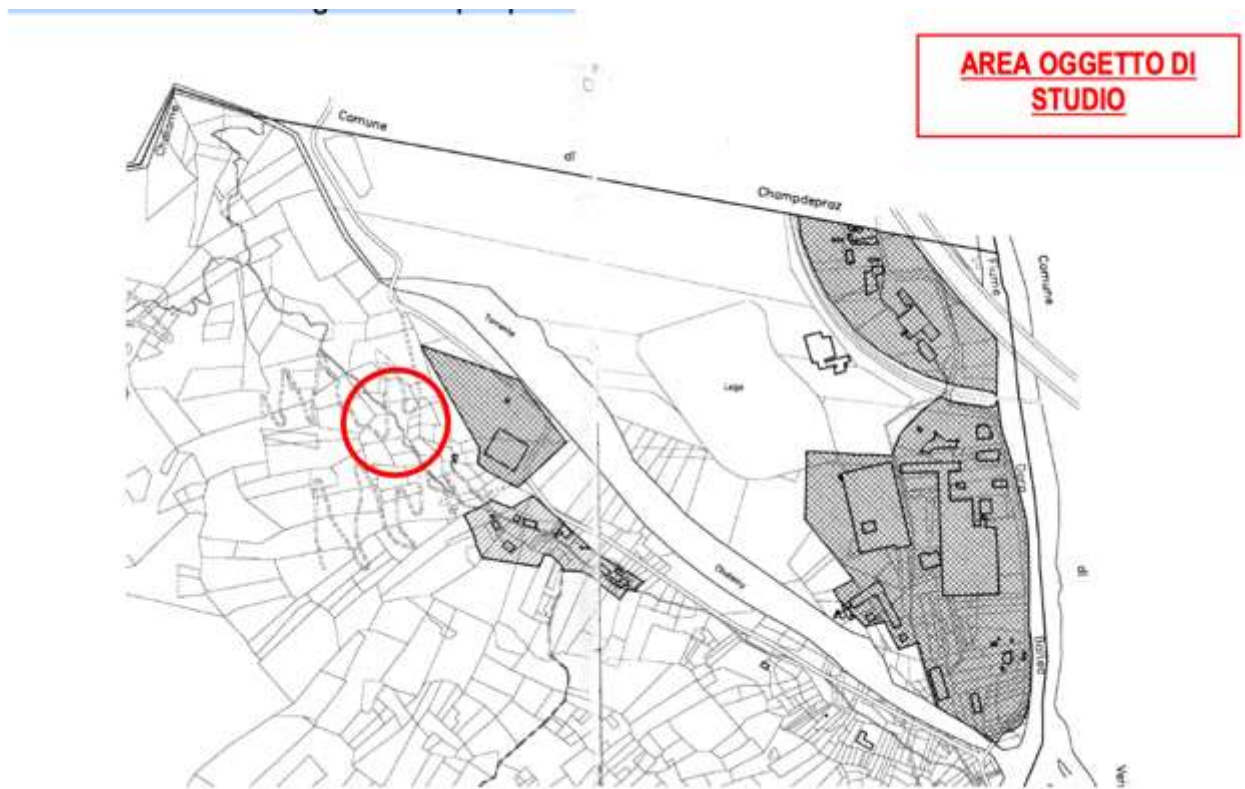 AREA OGGETTO DI
STUDIO
Comune
di
Champdepraz
Comune
Fiume
Torrente
Lago
Dora
di
Chalamy
Baltea